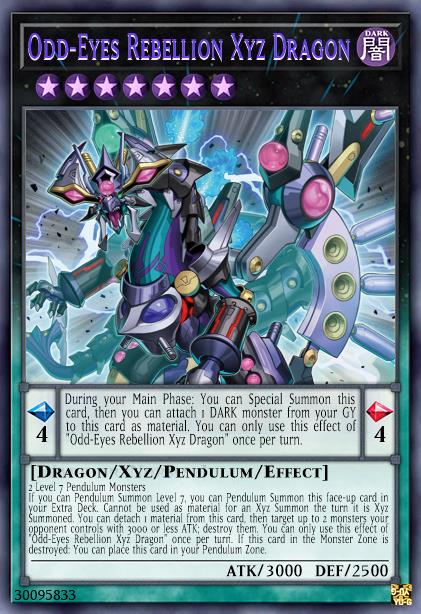 Odd-Eyes Rebellion Xyz Dragon
DARK
闇
During your Main Phase: You can Special Summon this
card, then you can attach 1 DARK monster from your GY
to this card as material. You can only use this effect of
"Odd-Eyes Rebellion Xyz Dragon" once per turn.
4
4
[Dragon/Xyz/Pendulum/Effect]
2 Level 7 Pendulum Monsters
If you can Pendulum Summon Level 7, you can Pendulum Summon this face-up card in
your Extra Deck. Cannot be used as material for an Xyz Summon the turn it is Xyz
Summoned. You can detach 1 material from this card, then target up to 2 monsters your
opponent controls with 3000 or less ATK; destroy them. You can only use this effect of
"Odd-Eyes Rebellion Xyz Dragon" once per turn. If this card in the Monster Zone is
destroyed: You can place this card in your Pendulum Zone.
ATK/3000 DEF/2500
30095833